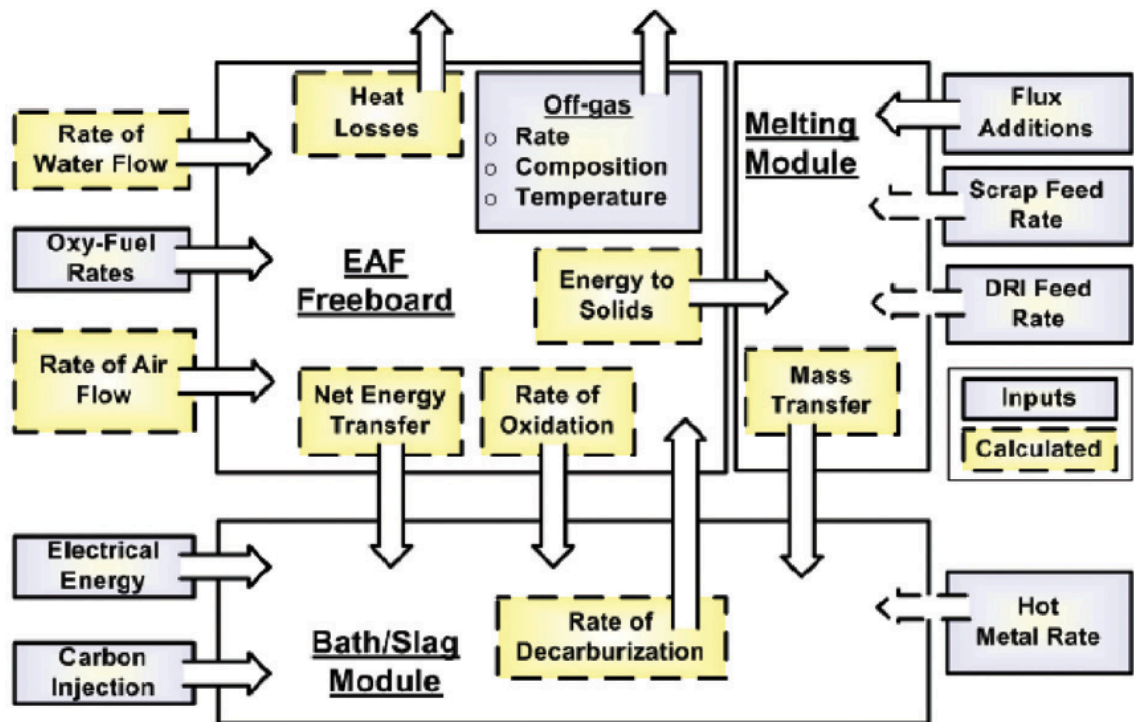 Rate of
Water Flow
Oxy-Fuel
Rates
Rate of Air
Flow
Heat
Losses
Off-gas
○ Rate
○ Composition
○ Temperature
EAF
Freeboard
Energy to
Solids
Net Energy
Transfer
Rate of
Oxidation
Melting
Module
Mass
Transfer
Flux
Additions
Scrap Feed
Rate
DRI Feed
Rate
Inputs
Calculated
Electrical
Energy
Carbon
Injection
Bath/Slag
Module
Rate of
Decarburization
Hot
Metal Rate